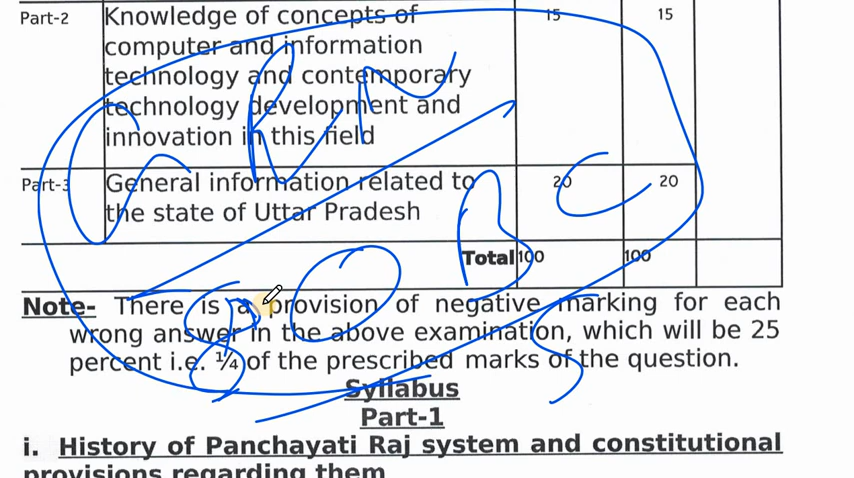 Part-2 Knowledge of concepts of 15 15
computer and information
technology and contemporary
technology development and
innovation in this field
Part-3 General information related to 20 20
the state of Uttar Pradesh
Total 100 100
Note- There is a provision of negative marking for each
wrong answer in the above examination, which will be 25
percent i.e. ¼ of the prescribed marks of the question.
Syllabus
Part-1
i. History of Panchayati Raj system and constitutional
provisions regarding them